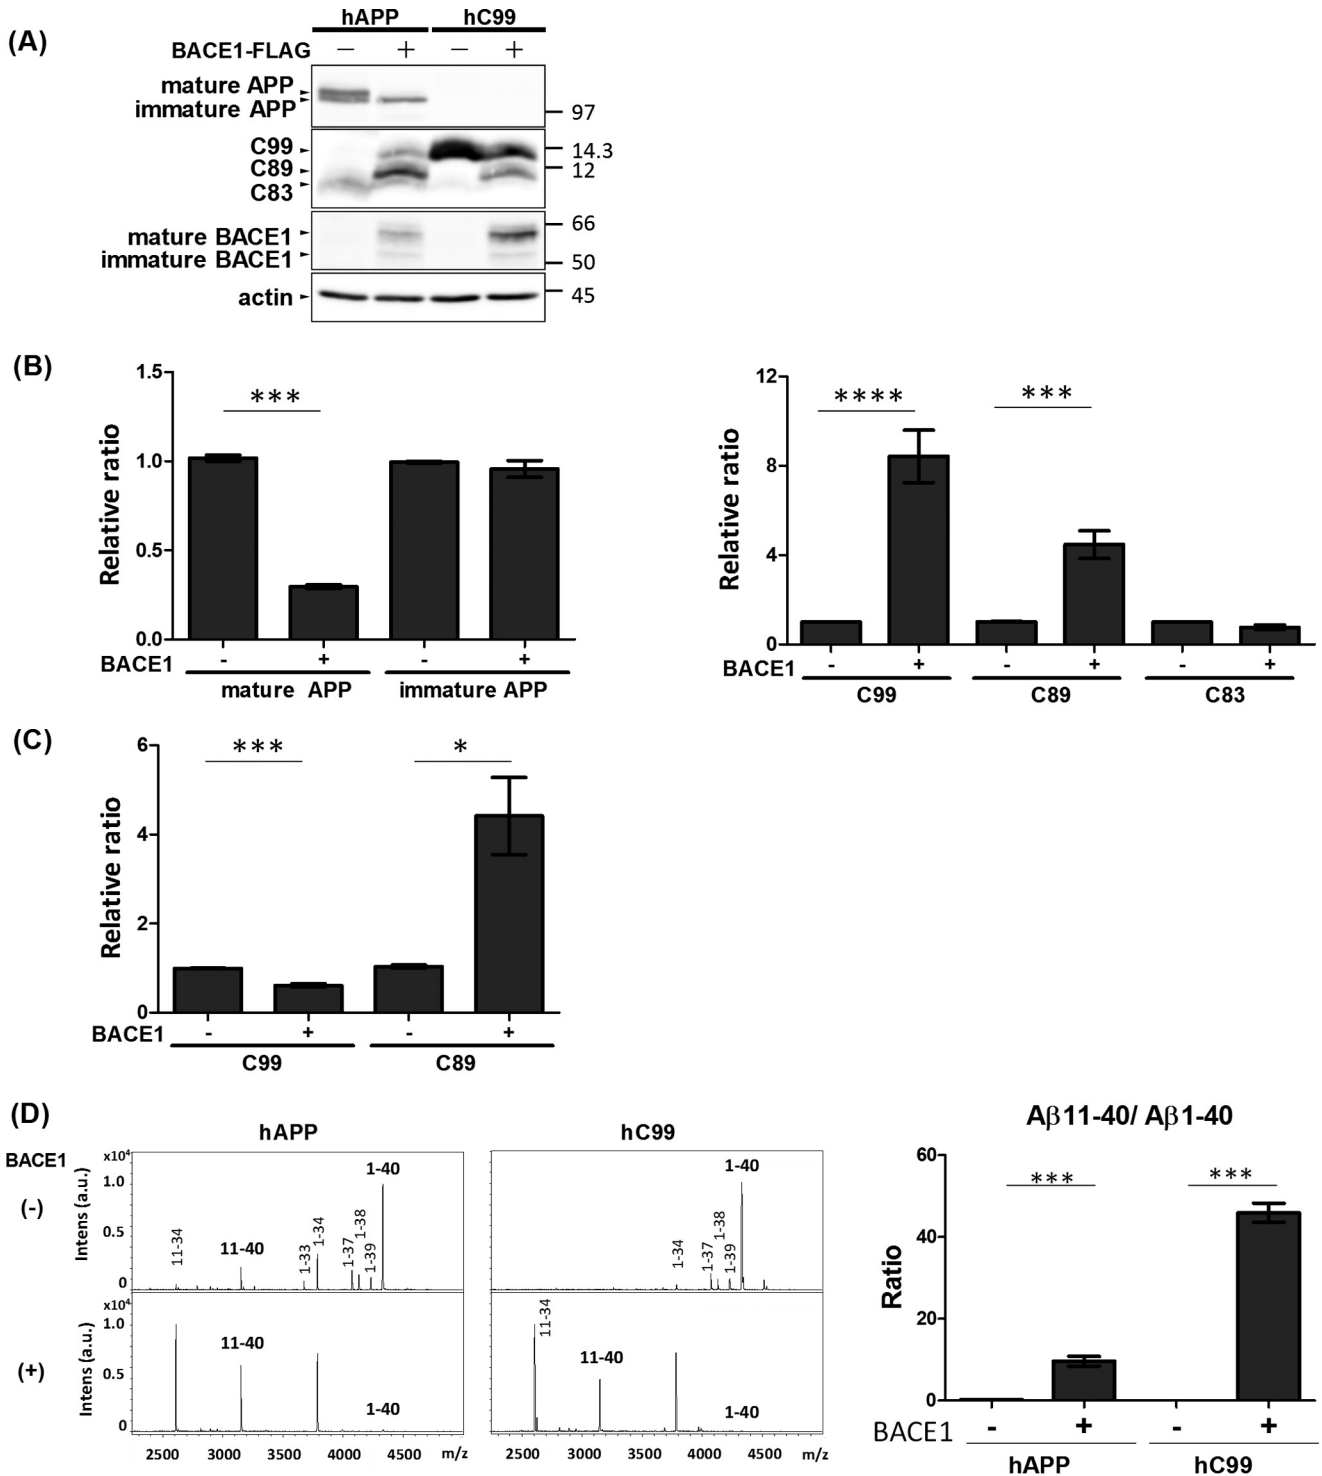 (A)
hAPP hC99
BACE1-FLAG − + − +
mature APP
immature APP
97
C99
C89
C83
14.3
12
mature BACE1
immature BACE1
66
50
actin
45
(B)
1.5
1.0
0.5
0.0
Relative ratio
***
BACE1 - + - +
mature APP immature APP
12
8
4
0
Relative ratio
**** ***
BACE1 - + - + - +
C99 C89 C83
(C)
6
4
2
0
Relative ratio
*** *
BACE1 - + - +
C99 C89
(D)
BACE1
(-)
(+)
hAPP hC99
x10⁴
1.0
0.5
0
Intens (a.u.)
11-34
11-40
1-33
1-34
1-37
1-38
1-39
1-40
1-34
1-37
1-38
1-39
1-40
x10⁴
1.0
0.5
0
Intens (a.u.)
11-40
1-40
11-34
11-40
1-40
2500 3000 3500 4000 4500 m/z
2500 3000 3500 4000 4500 m/z
Aβ11-40/ Aβ1-40
60
40
20
0
Ratio
*** ***
BACE1 - + - +
hAPP hC99